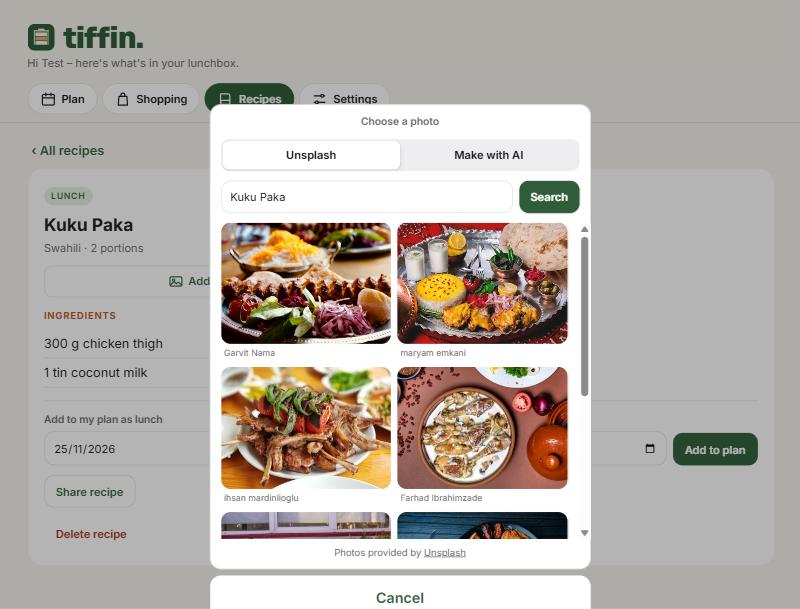 tiffin.
Hi Test – here's what's in your lunchbox.
Plan
Shopping
Recipes
Settings
‹ All recipes
LUNCH
Kuku Paka
Swahili · 2 portions
Add
INGREDIENTS
300 g chicken thigh
1 tin coconut milk
Add to my plan as lunch
25/11/2026
Add to plan
Share recipe
Delete recipe
Choose a photo
Unsplash
Make with AI
Kuku Paka
Search
Garvit Nama
maryam emkani
ihsan mardinlioglu
Farhad Ibrahimzade
Photos provided by Unsplash
Cancel